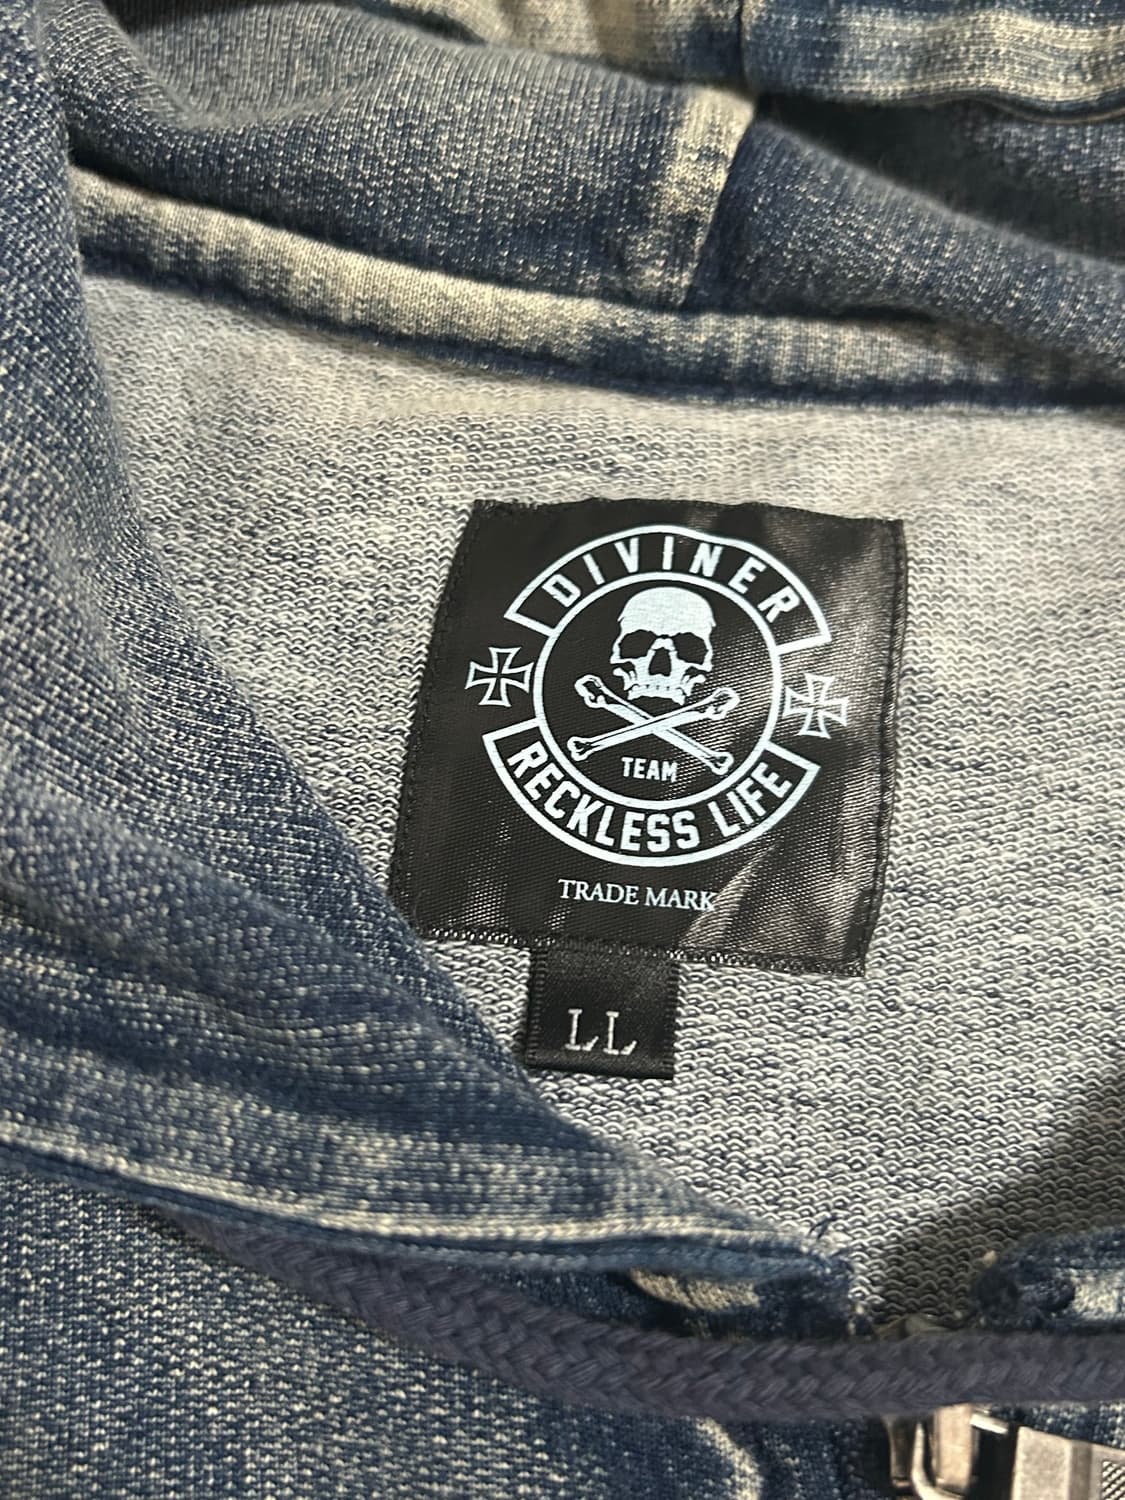 DIVINER
TEAM
RECKLESS LIFE
TRADE MARK
LL